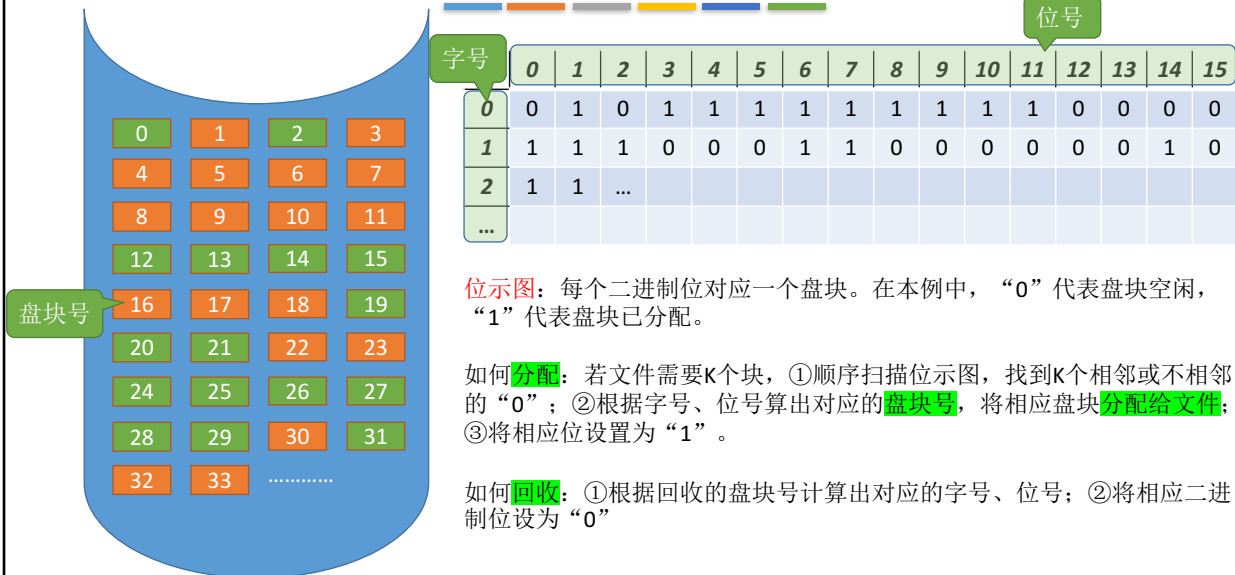 位号
字号
0 1 2 3 4 5 6 7 8 9 10 11 12 13 14 15
0 0 1 0 1 1 1 1 1 1 1 1 1 0 0 0 0
1 1 1 1 0 0 0 1 1 0 0 0 0 0 0 1 0
2 1 1 …
…
0 1 2 3
4 5 6 7
8 9 10 11
12 13 14 15
盘块号
16 17 18 19
20 21 22 23
24 25 26 27
28 29 30 31
32 33 …………
位示图：每个二进制位对应一个盘块。在本例中，“0”代表盘块空闲，
“1”代表盘块已分配。
如何分配：若文件需要K个块，①顺序扫描位示图，找到K个相邻或不相邻
的“0”；②根据字号、位号算出对应的盘块号，将相应盘块分配给文件；
③将相应位设置为“1”。
如何回收：①根据回收的盘块号计算出对应的字号、位号；②将相应二进
制位设为“0”